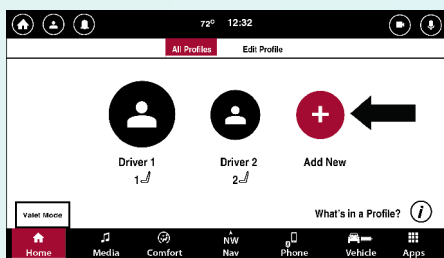 72° 12:32
All Profiles Edit Profile
Driver 1 Driver 2 Add New
1 2
What's in a Profile? i
Valet Mode
NW
Home Media Comfort Nav Phone Vehicle Apps